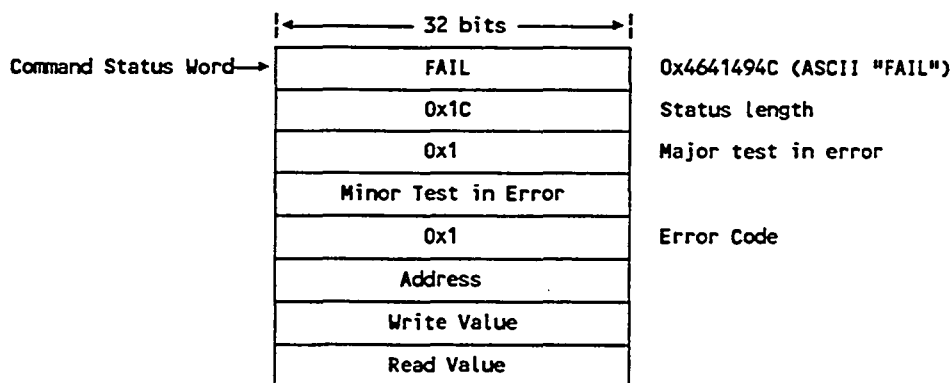 32 bits
Command Status Word FAIL 0x4641494C (ASCII "FAIL")
0x1C Status length
0x1 Major test in error
Minor Test in Error
0x1 Error Code
Address
Write Value
Read Value